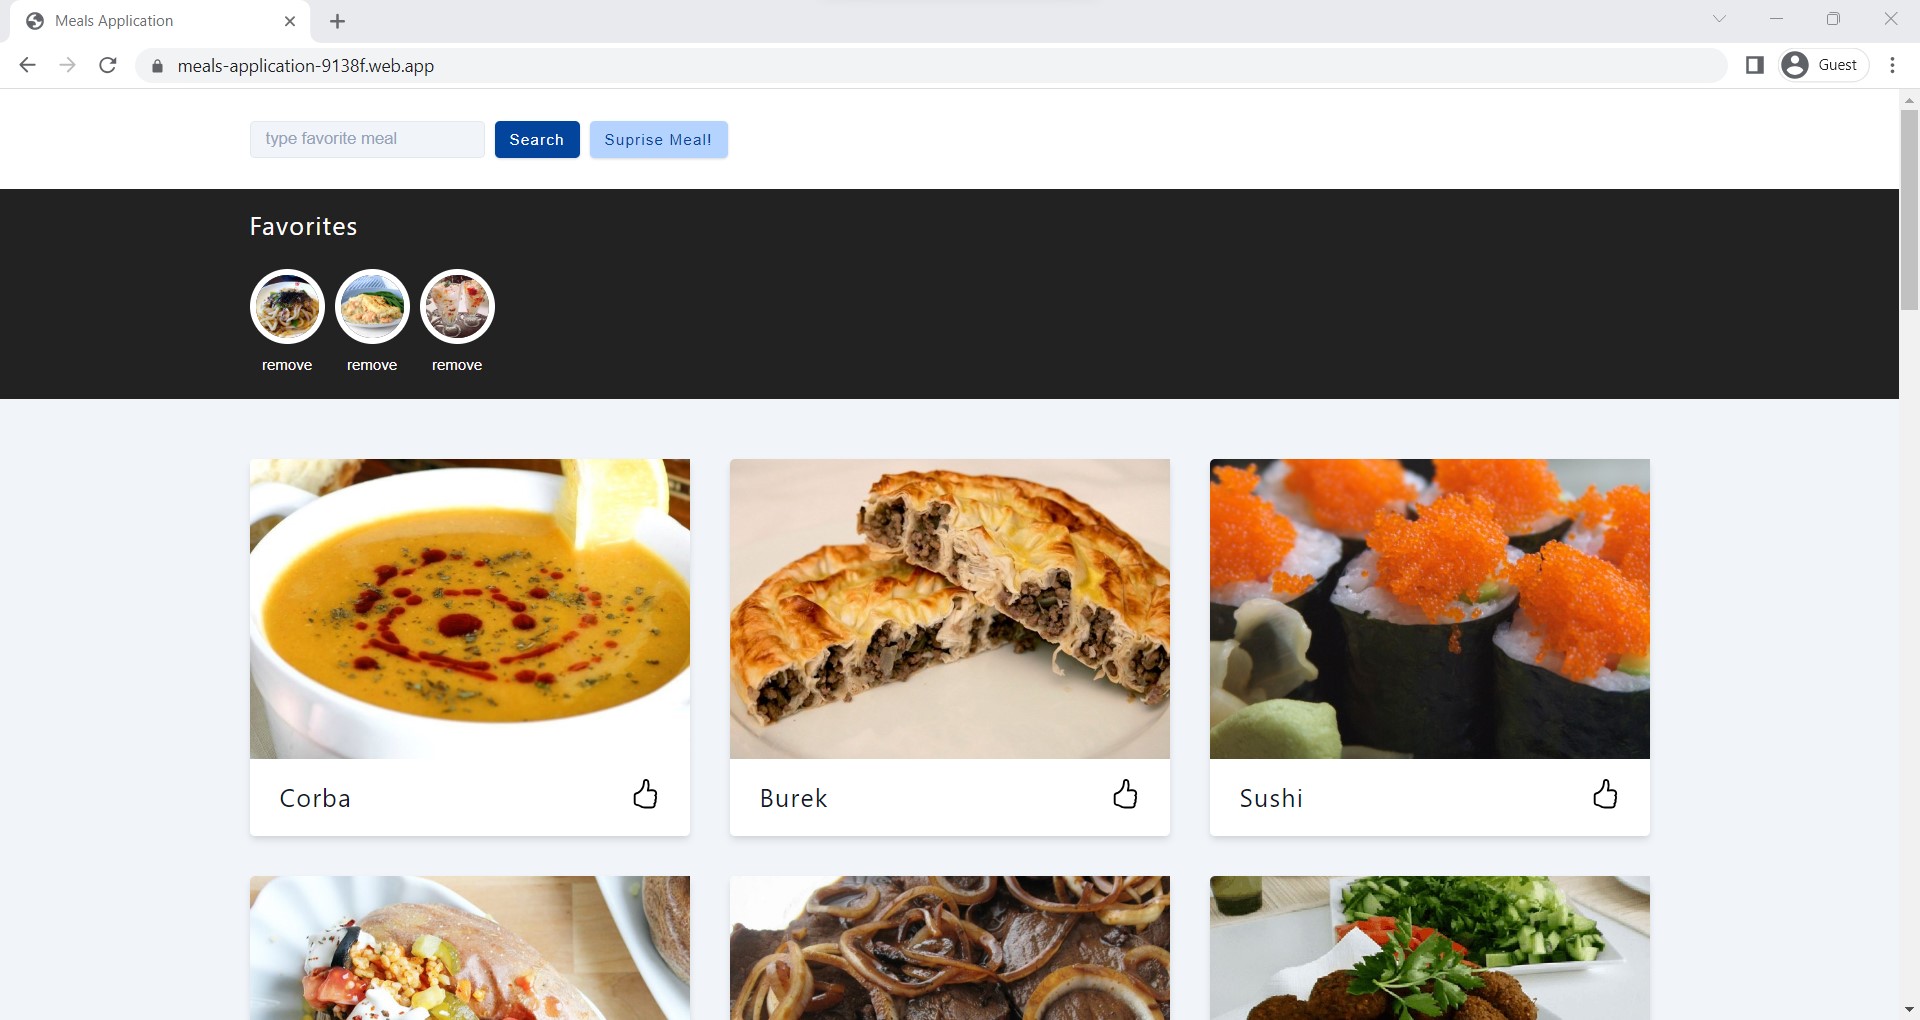 Meals Application
meals-application-9138f.web.app
Guest
type favorite meal
Search
Suprise Meal!
Favorites
remove
remove
remove
Corba
Burek
Sushi